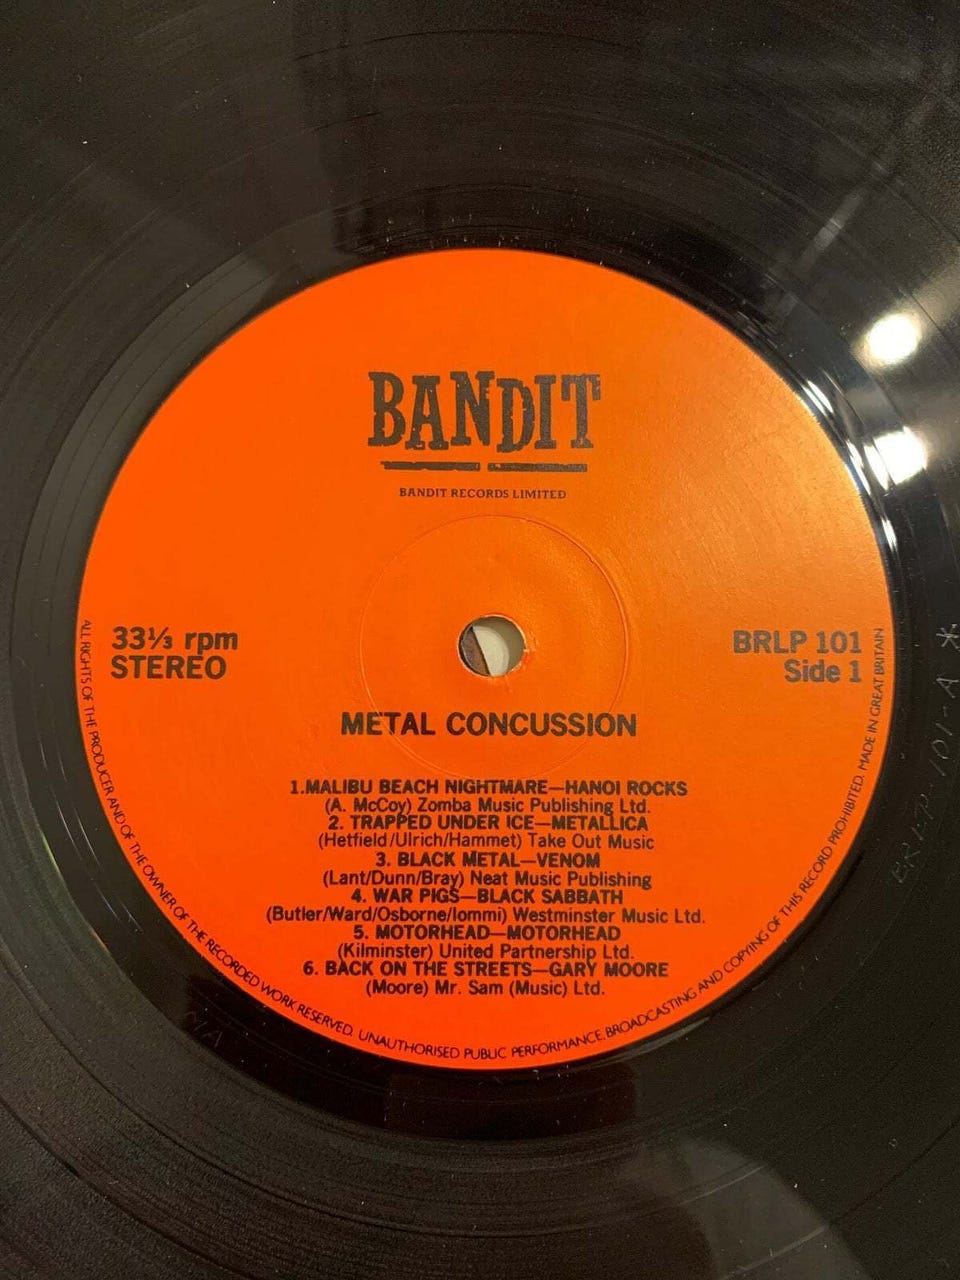 BANDIT
BANDIT RECORDS LIMITED
33⅓ rpm
STEREO
BRLP 101
Side 1
METAL CONCUSSION
1.MALIBU BEACH NIGHTMARE—HANOI ROCKS
(A. McCoy) Zomba Music Publishing Ltd.
2. TRAPPED UNDER ICE—METALLICA
(Hetfield/Ulrich/Hammet) Take Out Music
3. BLACK METAL—VENOM
(Lant/Dunn/Bray) Neat Music Publishing
4. WAR PIGS—BLACK SABBATH
(Butler/Ward/Osborne/Iommi) Westminster Music Ltd.
5. MOTORHEAD—MOTORHEAD
(Kilminster) United Partnership Ltd.
6. BACK ON THE STREETS—GARY MOORE
(Moore) Mr. Sam (Music) Ltd.
ALL RIGHTS OF THE PRODUCER AND OF THE OWNER OF THE RECORDED WORK RESERVED. UNAUTHORISED PUBLIC PERFORMANCE, BROADCASTING AND COPYING OF THIS RECORD PROHIBITED. MADE IN GREAT BRITAIN
BRLP-101-A *